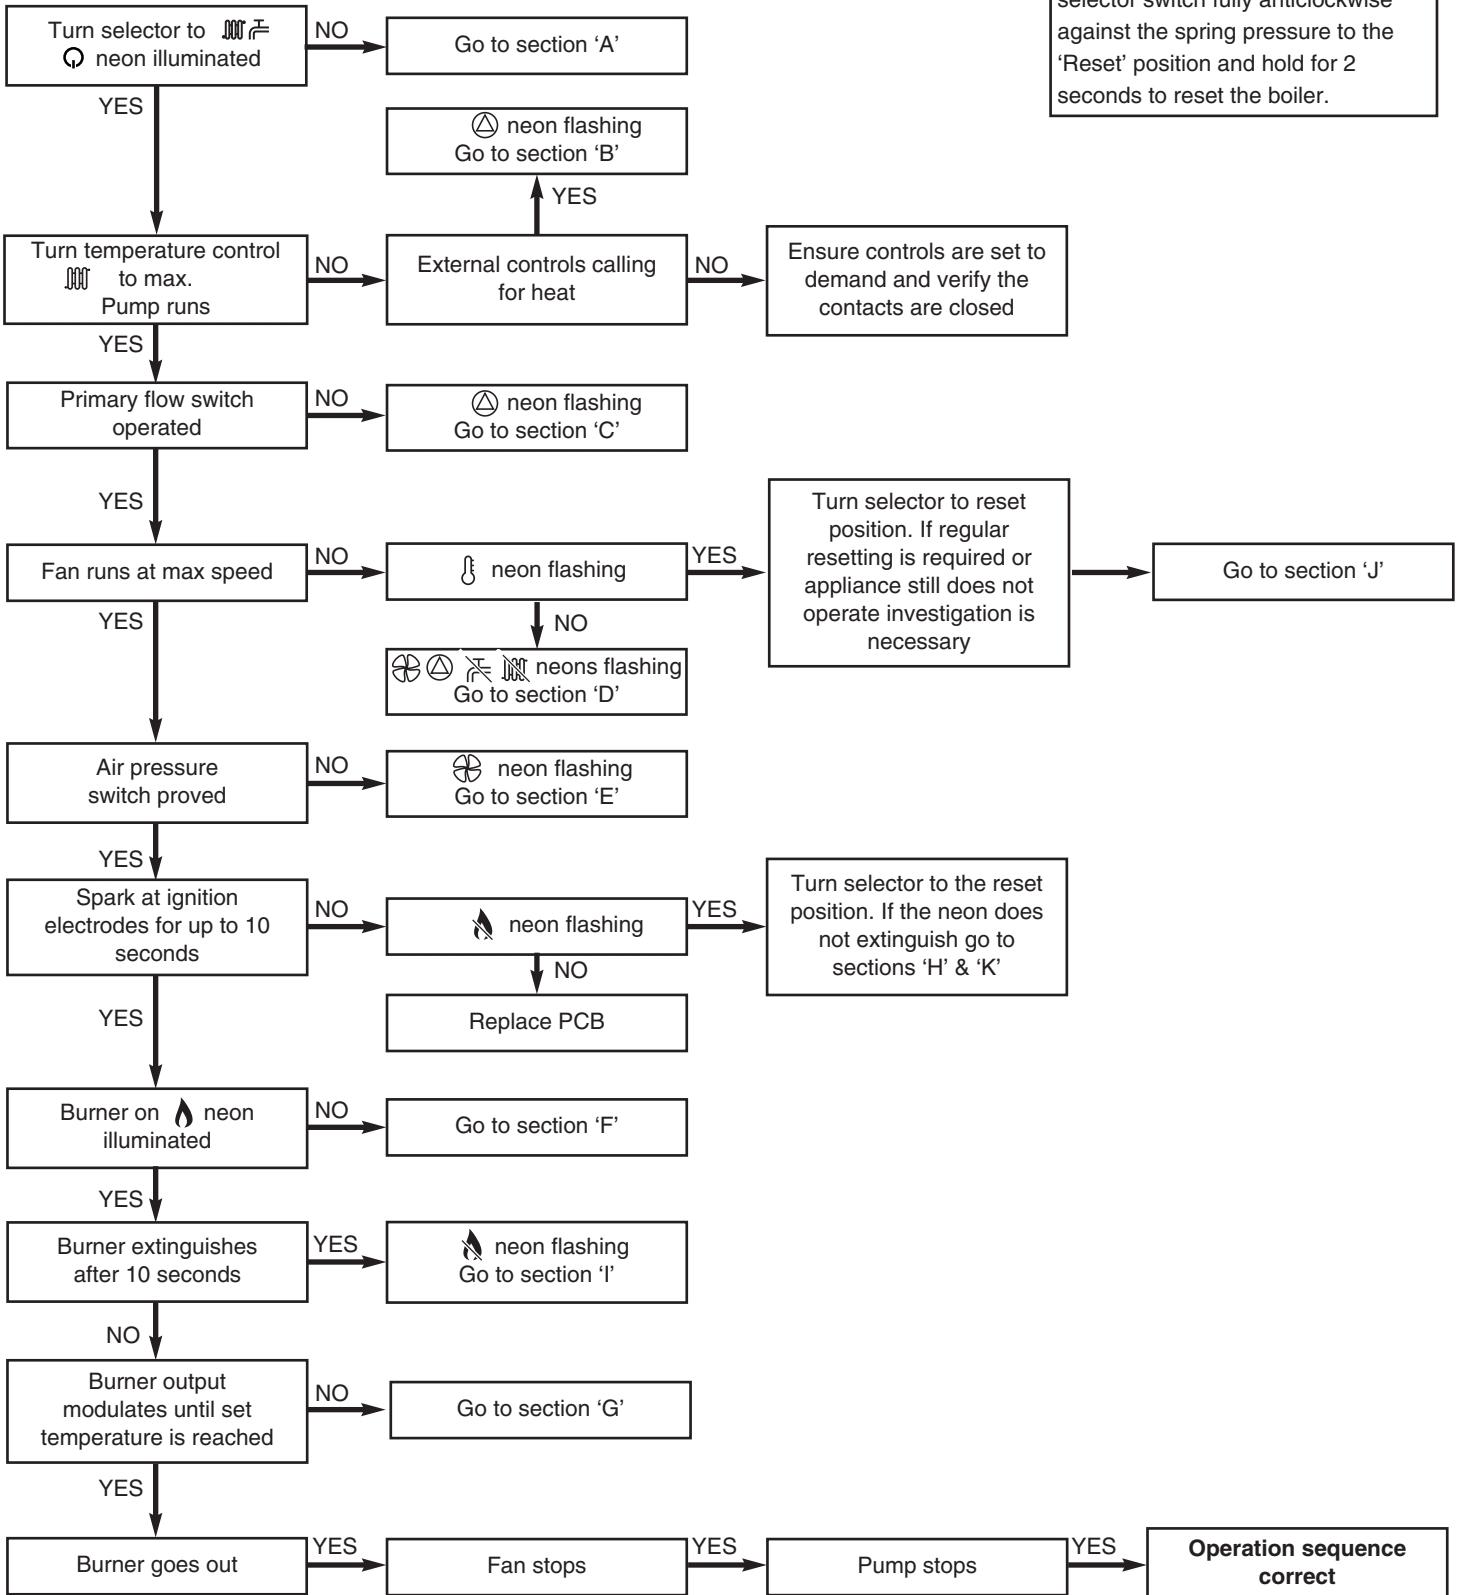 selector switch fully anticlockwise
against the spring pressure to the
‘Reset’ position and hold for 2
seconds to reset the boiler.
Turn selector to
neon illuminated
NO
Go to section ‘A’
YES
neon flashing
Go to section ‘B’
YES
Turn temperature control
to max.
Pump runs
NO
External controls calling
for heat
NO
Ensure controls are set to
demand and verify the
contacts are closed
YES
Primary flow switch
operated
NO
neon flashing
Go to section ‘C’
YES
Fan runs at max speed
NO
neon flashing
YES
Turn selector to reset
position. If regular
resetting is required or
appliance still does not
operate investigation is
necessary
Go to section ‘J’
NO
neons flashing
Go to section ‘D’
YES
Air pressure
switch proved
NO
neon flashing
Go to section ‘E’
YES
Spark at ignition
electrodes for up to 10
seconds
NO
neon flashing
YES
Turn selector to the reset
position. If the neon does
not extinguish go to
sections ‘H’ & ‘K’
NO
Replace PCB
YES
Burner on neon
illuminated
NO
Go to section ‘F’
YES
Burner extinguishes
after 10 seconds
YES
neon flashing
Go to section ‘I’
NO
Burner output
modulates until set
temperature is reached
NO
Go to section ‘G’
YES
Burner goes out
YES
Fan stops
YES
Pump stops
YES
Operation sequence
correct